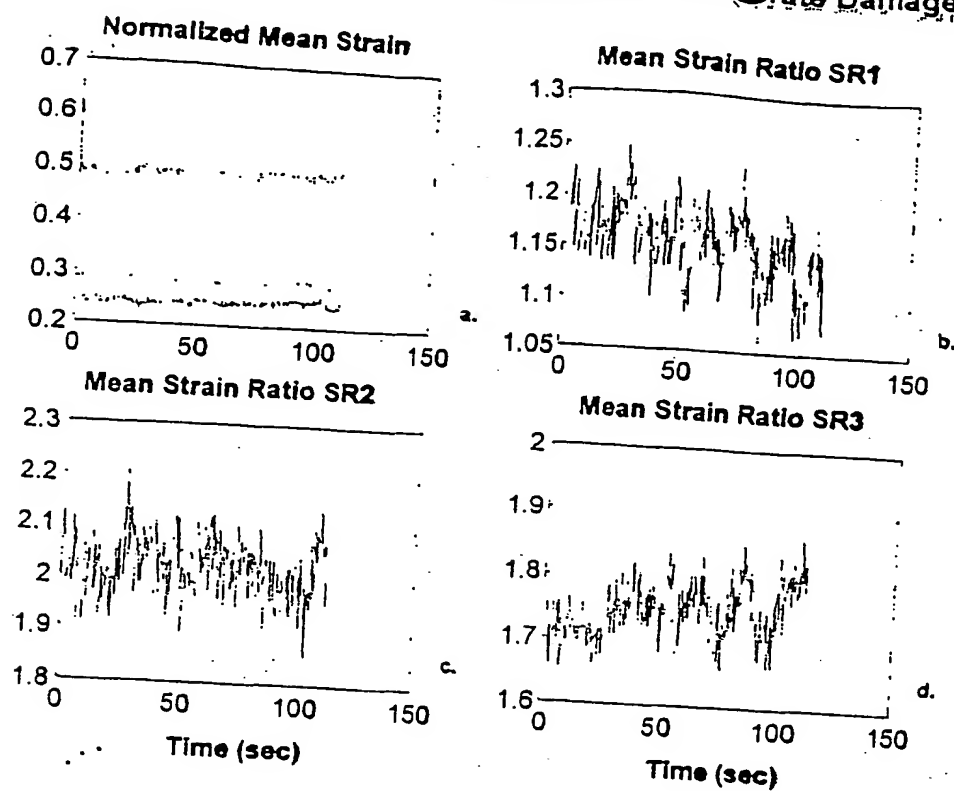 Damage
Normalized Mean Strain
0.7
0.6
0.5
0.4
0.3
0.2
0 50 100 150
a.
Mean Strain Ratio SR1
1.3
1.25
1.2
1.15
1.1
1.05
0 50 100 150
b.
Mean Strain Ratio SR2
2.3
2.2
2.1
2
1.9
1.8
0 50 100 150
c.
Time (sec)
Mean Strain Ratio SR3
2
1.9
1.8
1.7
1.6
0 50 100 150
d.
Time (sec)